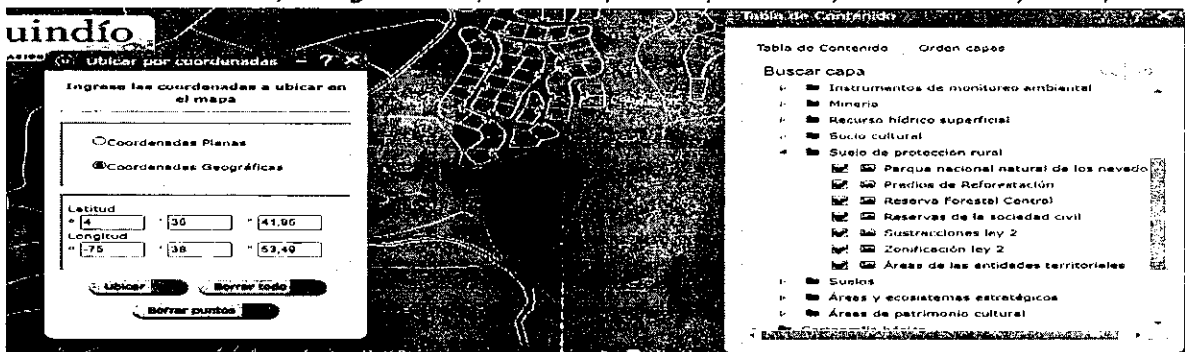 uindío
Ubicar por coordenadas - ? ×
Ingrese las coordenadas a ubicar en
el mapa
Coordenadas Planas
Coordenadas Geográficas
Latitud
° 4 ' 35 " 41,95
Longitud
° -75 ' 38 " 53,49
Ubicar Borrar todo
Borrar puntos
Tabla de Contenido ? ×
Tabla de Contenido Orden capas
Buscar capa
Instrumentos de monitoreo ambiental
Minería
Recurso hídrico superficial
Socio cultural
Suelo de protección rural
Parque nacional natural de los nevado
Predios de Reforestación
Reserva Forestal Central
Reservas de la sociedad civil
Sustracciones ley 2
Zonificación ley 2
Áreas de las entidades territoriales
Suelos
Áreas y ecosistemas estratégicos
Áreas de patrimonio cultural